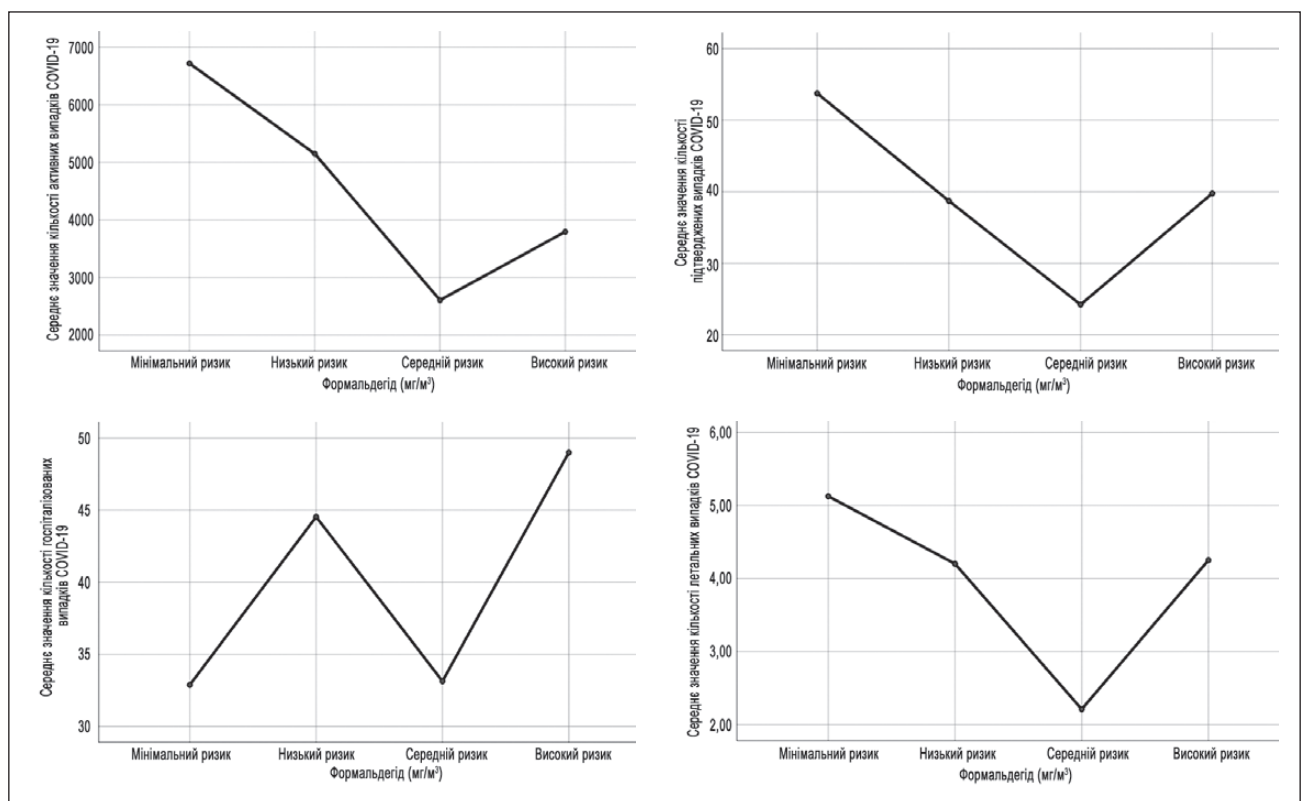 Середнє значення кількості активних випадків COVID-19
7000
6000
5000
4000
3000
2000
Мінімальний ризик Низький ризик Середній ризик Високий ризик
Формальдегід (мг/м³)
Середнє значення кількості
підтверджених випадків COVID-19
60
50
40
30
20
Мінімальний ризик Низький ризик Середній ризик Високий ризик
Формальдегід (мг/м³)
Середнє значення кількості госпіталізованих
випадків COVID-19
50
45
40
35
30
Мінімальний ризик Низький ризик Середній ризик Високий ризик
Формальдегід (мг/м³)
Середнє значення кількості летальних випадків COVID-19
6,00
5,00
4,00
3,00
2,00
Мінімальний ризик Низький ризик Середній ризик Високий ризик
Формальдегід (мг/м³)